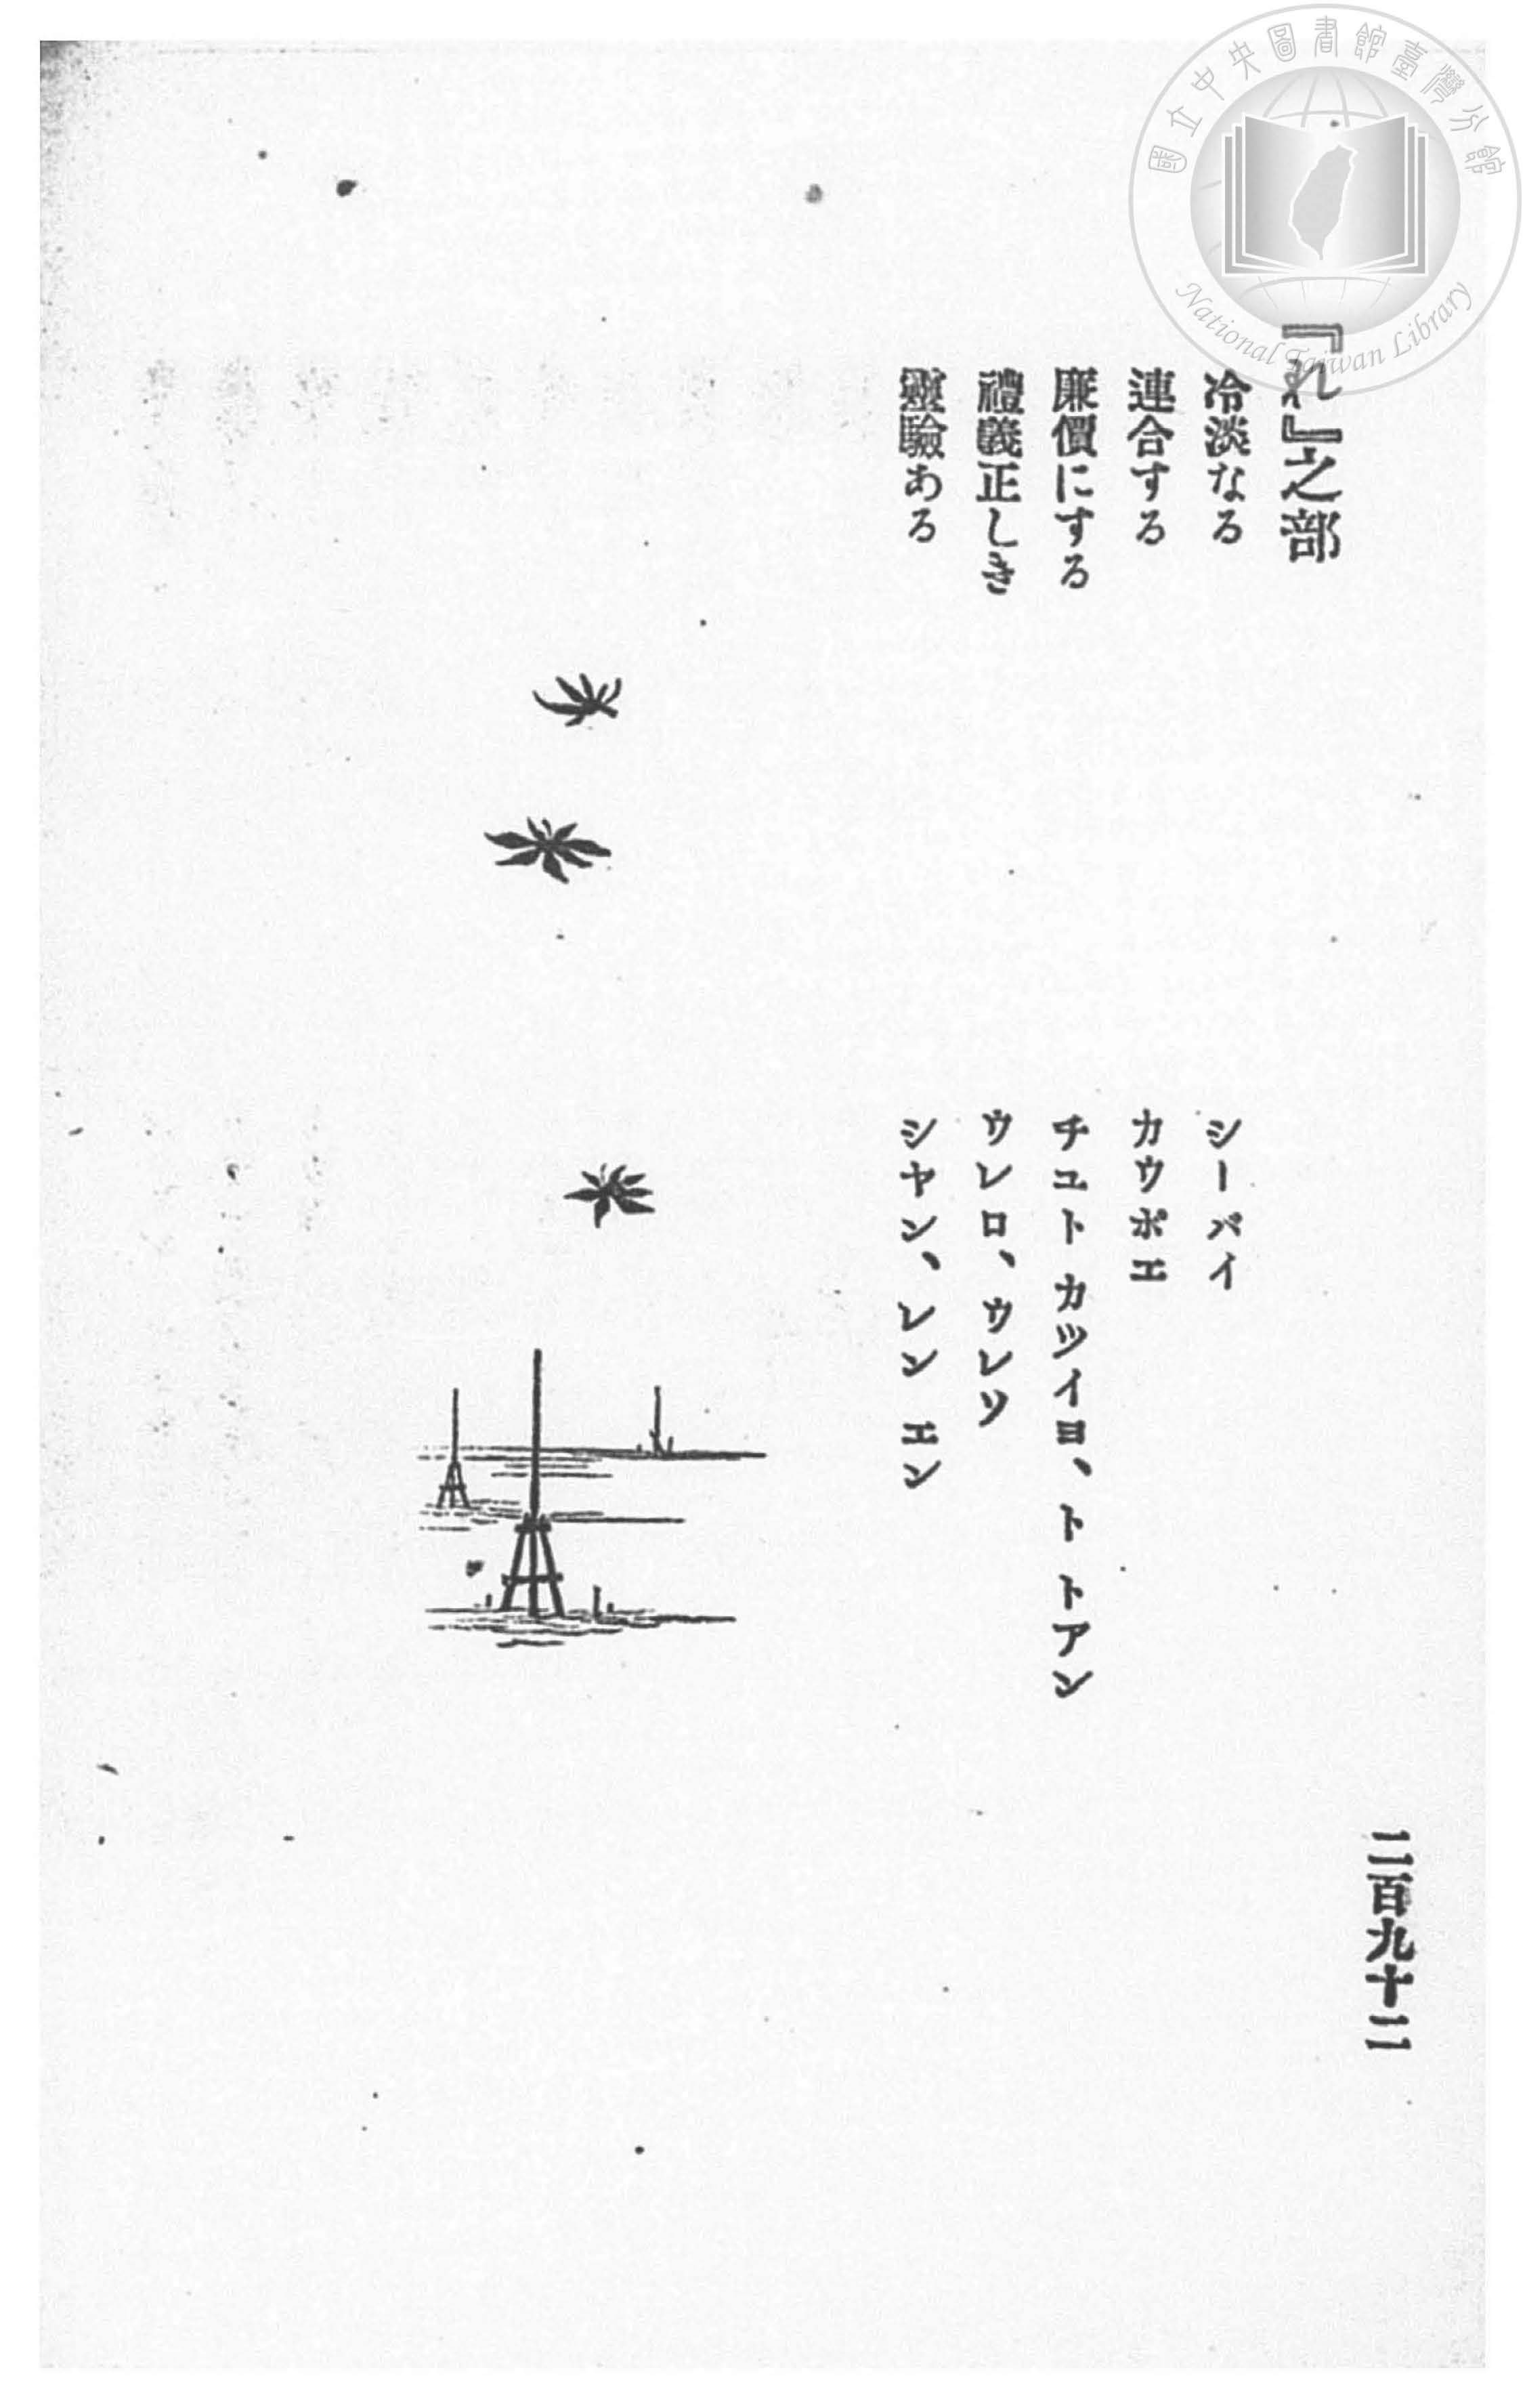 國立中央圖書館臺灣分館
National Taiwan Library
二百九十二
『れ』之部
冷淡なる　シーパイ
連合する　カウポエ
廉價にする　チユト カツイヨ、ト トアン
禮義正しき　ウレロ、ウレソ
靈驗ある　シヤン、レン エン